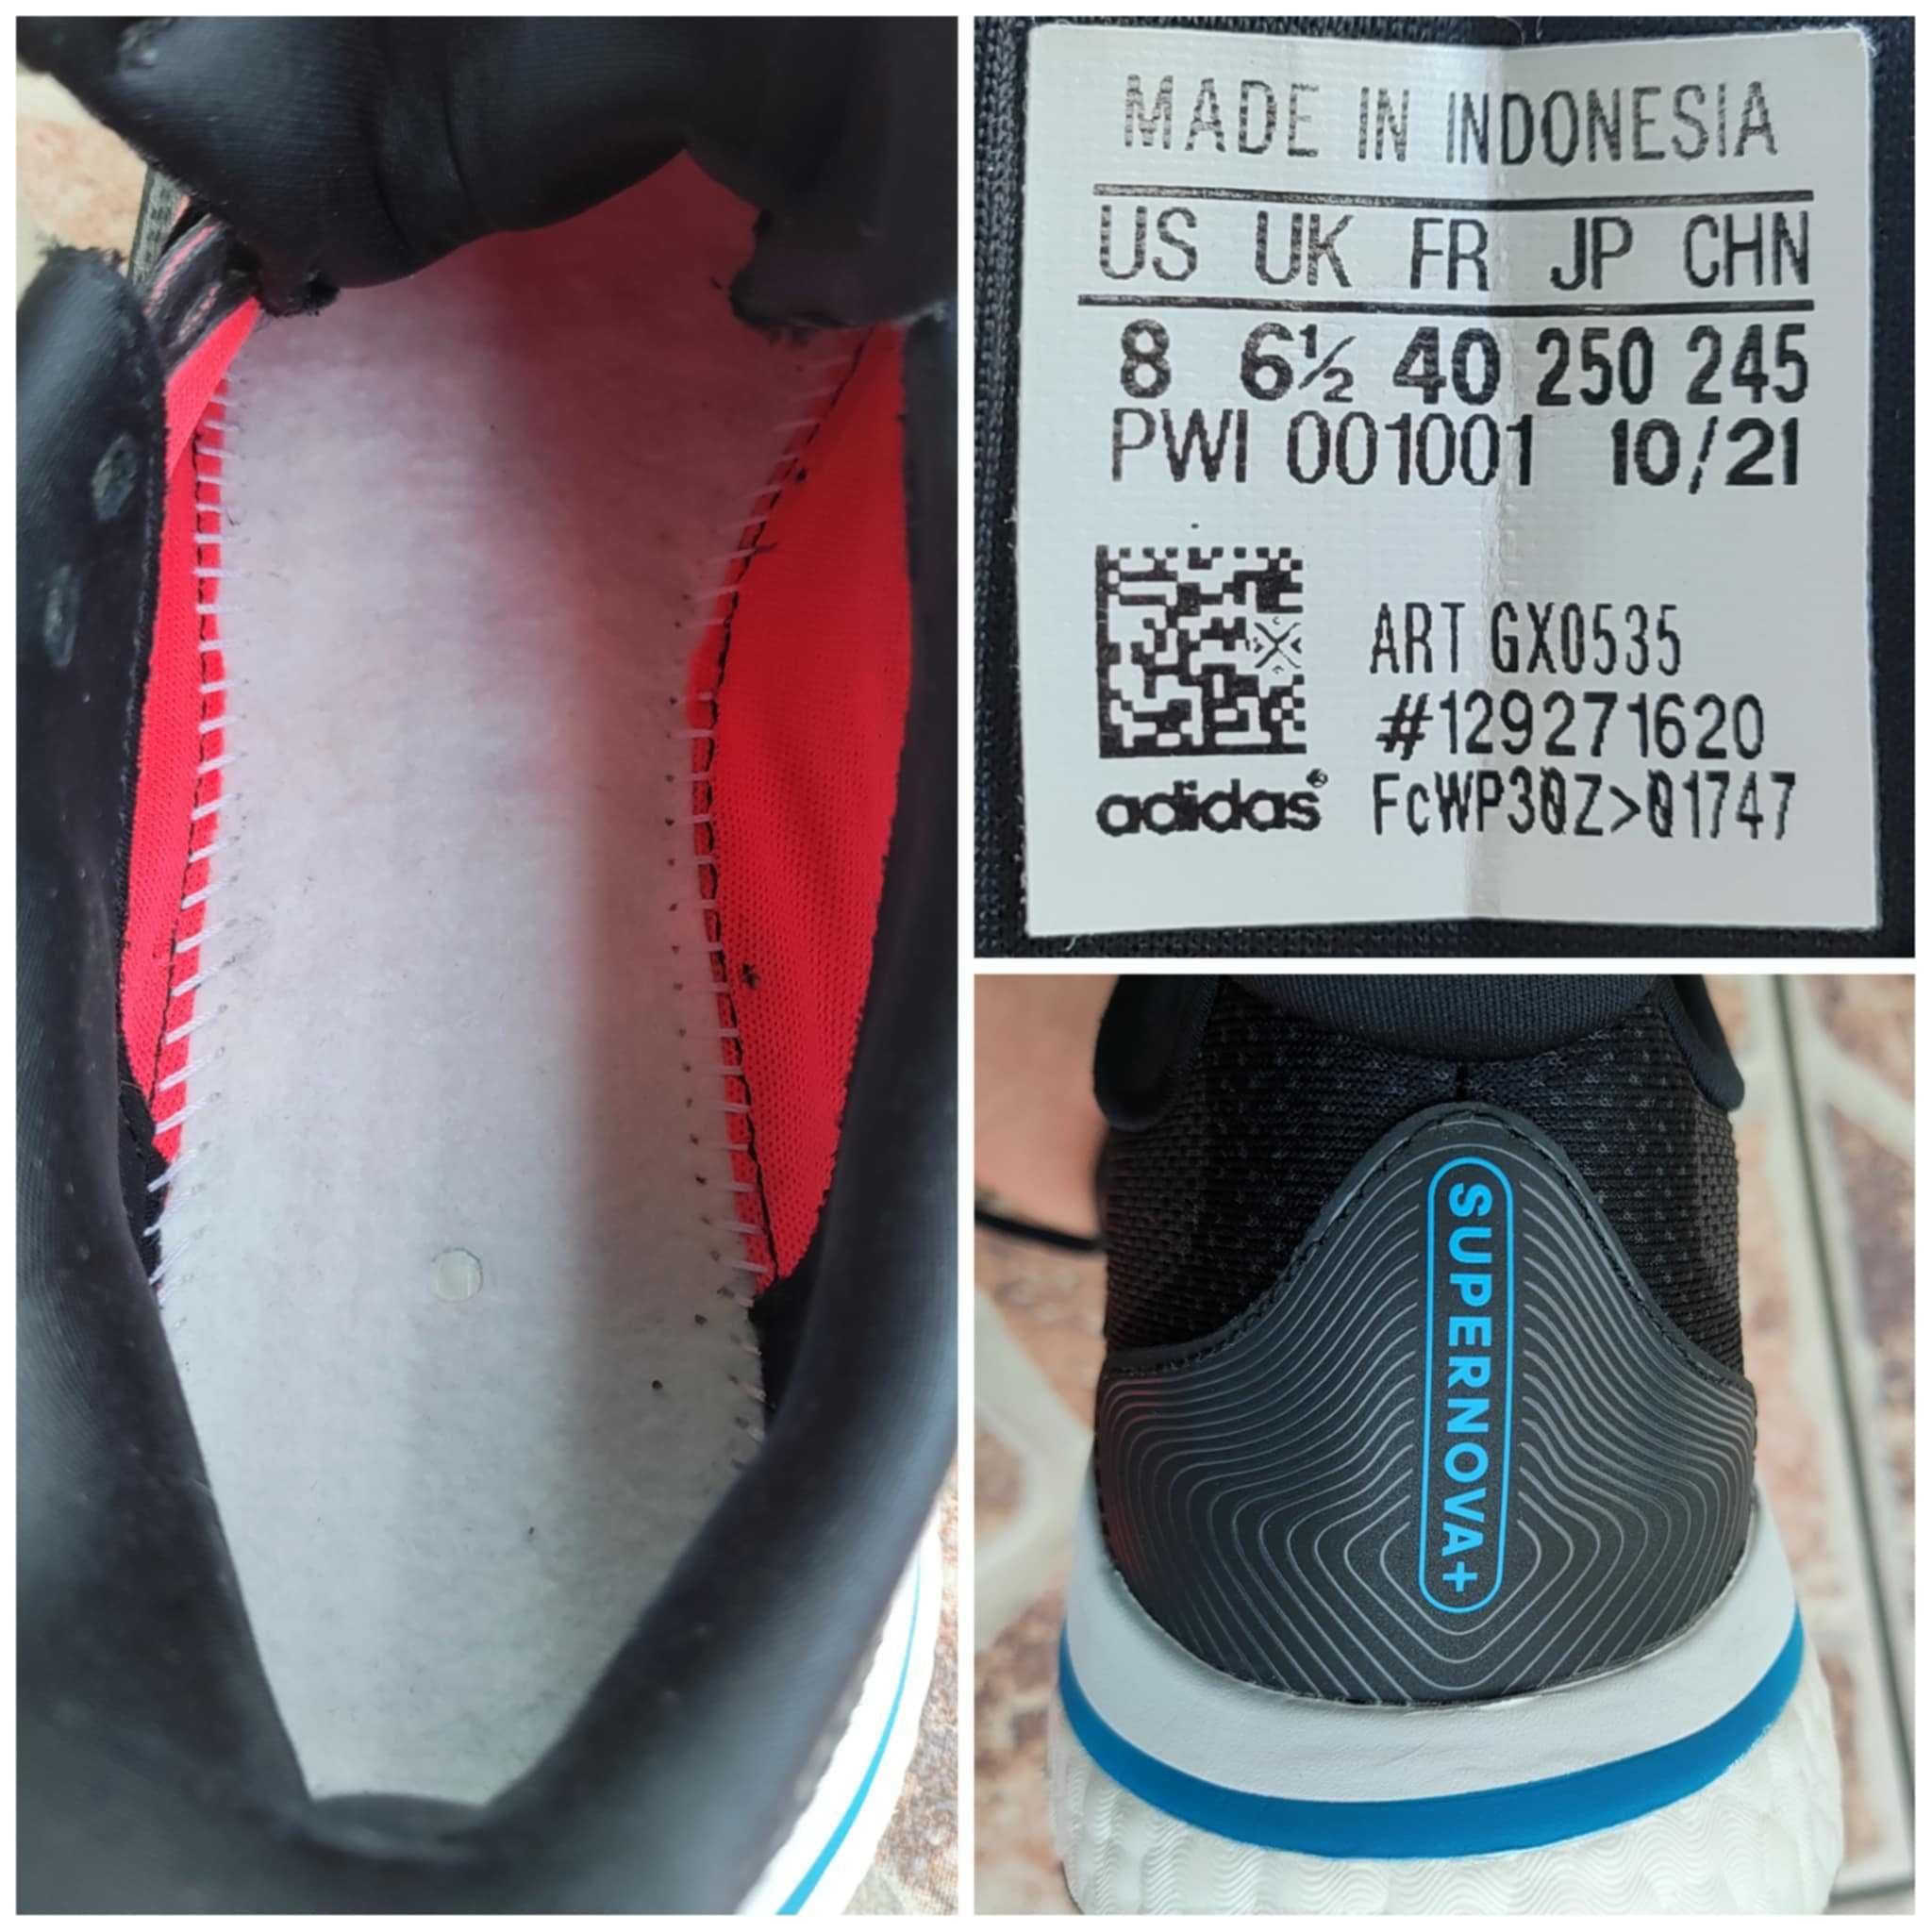 MADE IN INDONESIA
US UK FR JP CHN
8 6½ 40 250 245
PWI 001001 10/21
ART GX0535
#129271620
adidas® FcWP30Z>01747
SUPERNOVA+